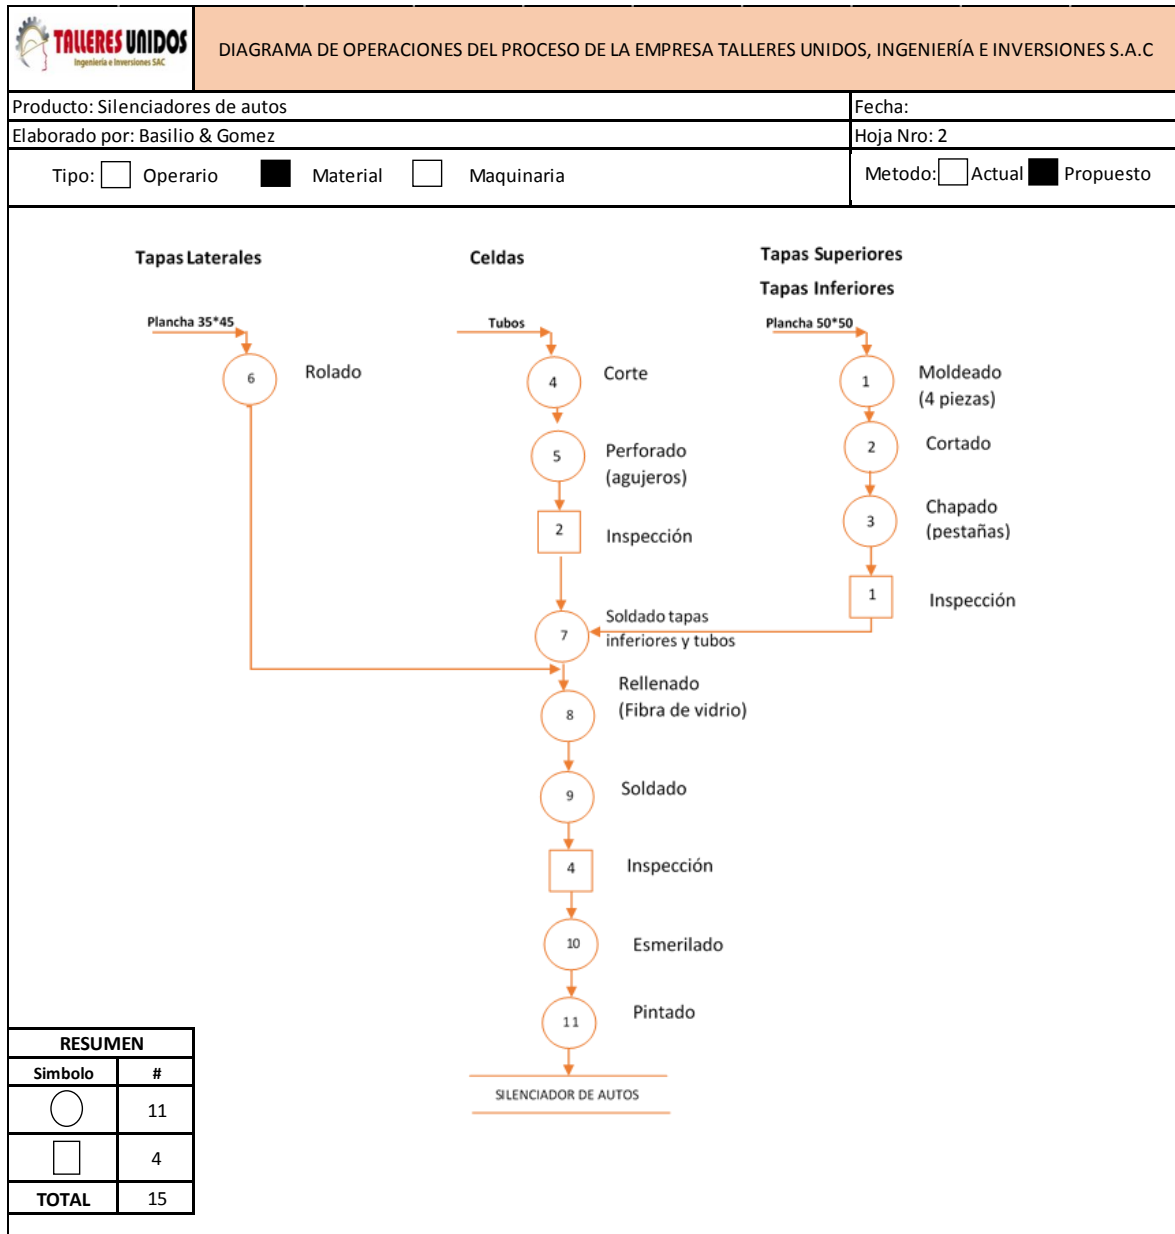 TALLERES UNIDOS
Ingeniería e Inversiones SAC
DIAGRAMA DE OPERACIONES DEL PROCESO DE LA EMPRESA TALLERES UNIDOS, INGENIERÍA E INVERSIONES S.A.C
Producto: Silenciadores de autos
Fecha:
Elaborado por: Basilio & Gomez
Hoja Nro: 2
Tipo: Operario Material Maquinaria
Metodo: Actual Propuesto
Tapas Laterales
Celdas
Tapas Superiores
Tapas Inferiores
Plancha 35*45
Tubos
Plancha 50*50
6
Rolado
4
Corte
1
Moldeado
(4 piezas)
2
Cortado
5
Perforado
(agujeros)
3
Chapado
(pestañas)
2
Inspección
1
Inspección
7
Soldado tapas
inferiores y tubos
8
Rellenado
(Fibra de vidrio)
9
Soldado
4
Inspección
10
Esmerilado
11
Pintado
SILENCIADOR DE AUTOS
RESUMEN
Simbolo #
11
4
TOTAL 15